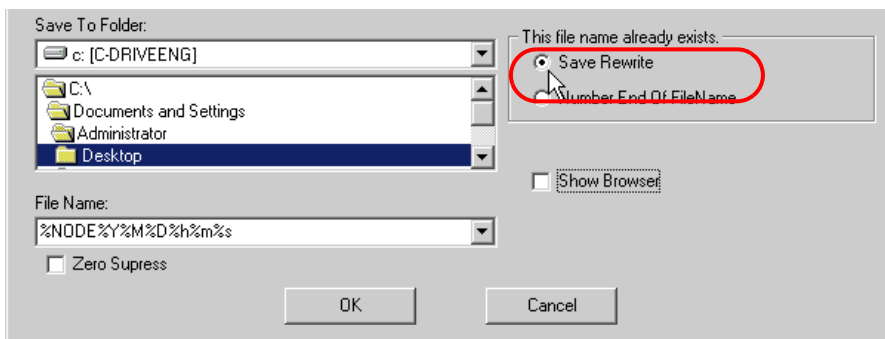 Save To Folder:
c: [C-DRIVEENG]
C:\
Documents and Settings
Administrator
Desktop
File Name:
%NODE%Y%M%D%h%m%s
Zero Supress
This file name already exists.
Save Rewrite
Number End Of FileName
Show Browser
OK
Cancel